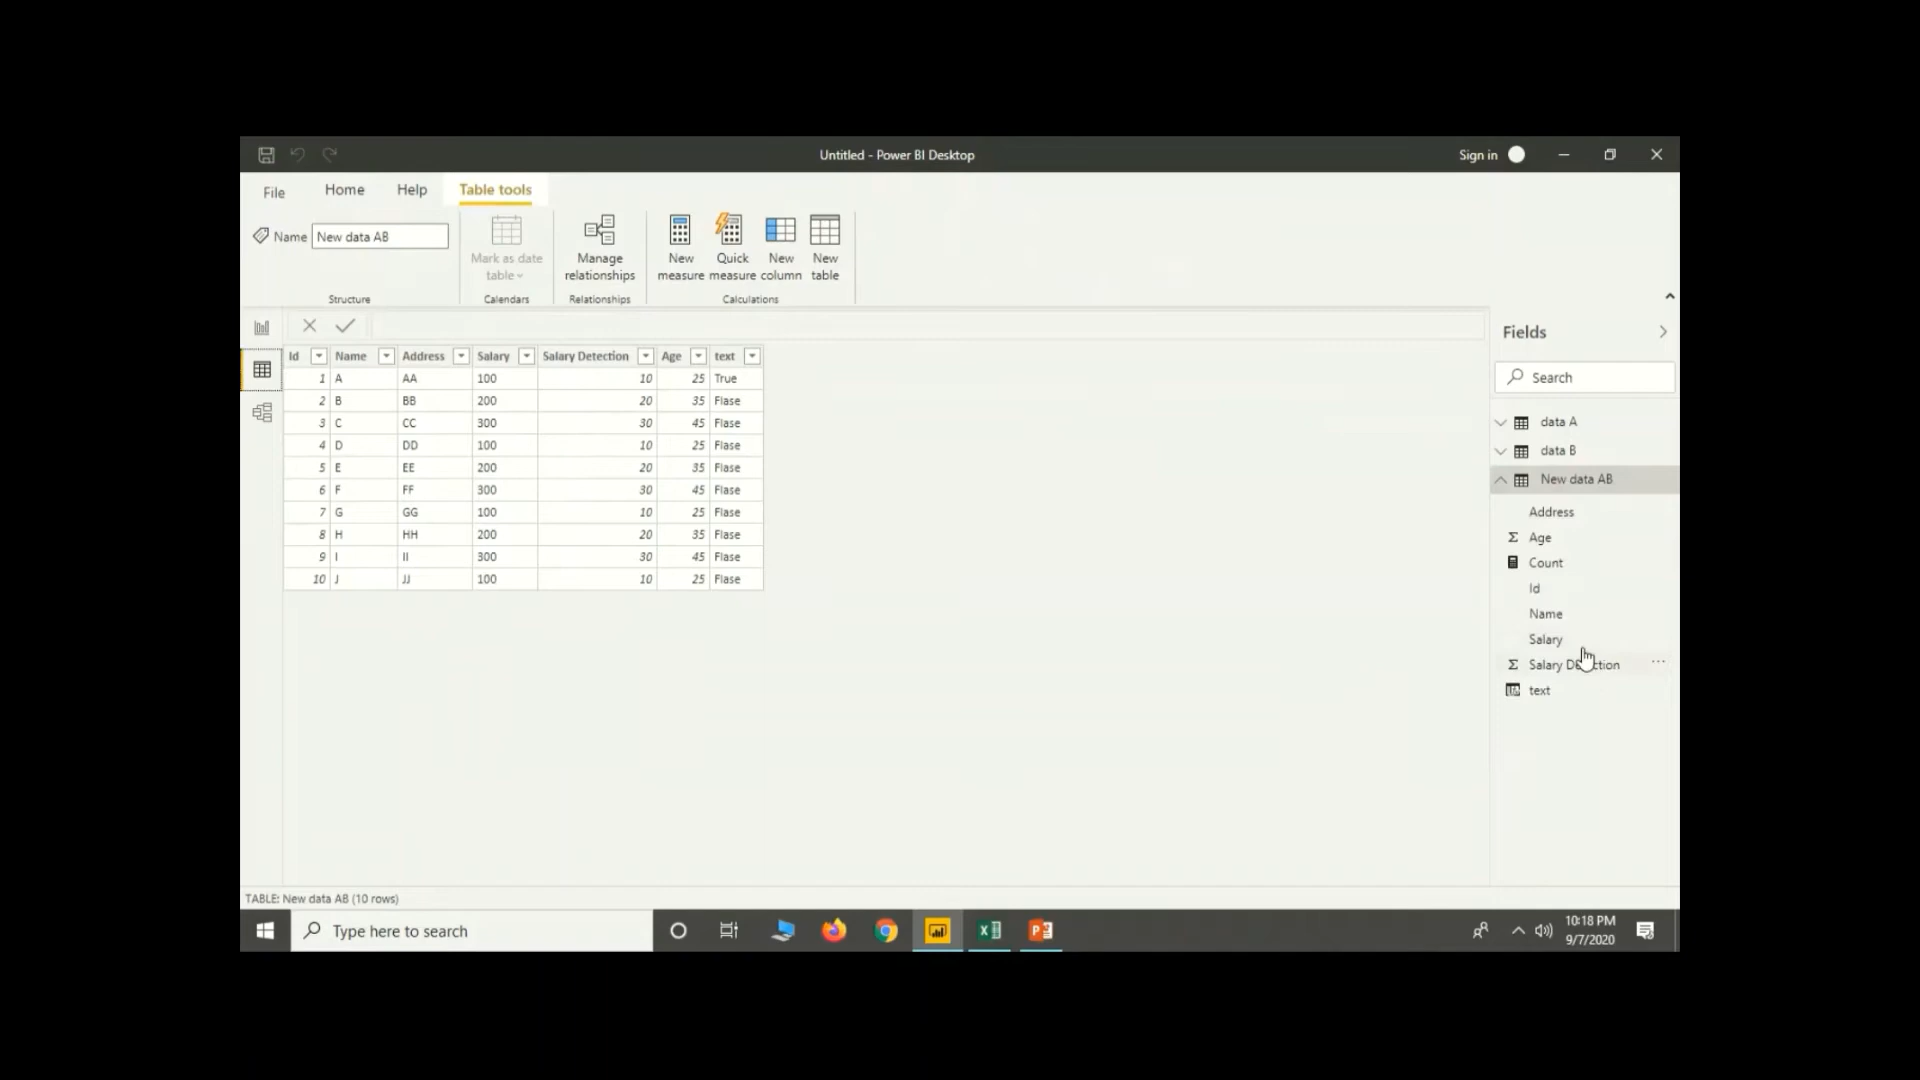 Untitled - Power BI Desktop
Sign in
File Home Help Table tools
Name New data AB
Mark as date table
Manage relationships
New measure
Quick measure
New column
New table
Structure Calendars Relationships Calculations
Fields
Search
Id Name Address Salary Salary Detection Age text
1 A AA 100 10 25 True
2 B BB 200 20 35 Flase
3 C CC 300 30 45 Flase
4 D DD 100 10 25 Flase
5 E EE 200 20 35 Flase
6 F FF 300 30 45 Flase
7 G GG 100 10 25 Flase
8 H HH 200 20 35 Flase
9 I II 300 30 45 Flase
10 J JJ 100 10 25 Flase
data A
data B
New data AB
Address
Age
Count
Id
Name
Salary
Salary Detection
text
TABLE: New data AB (10 rows)
Type here to search
10:18 PM
9/7/2020